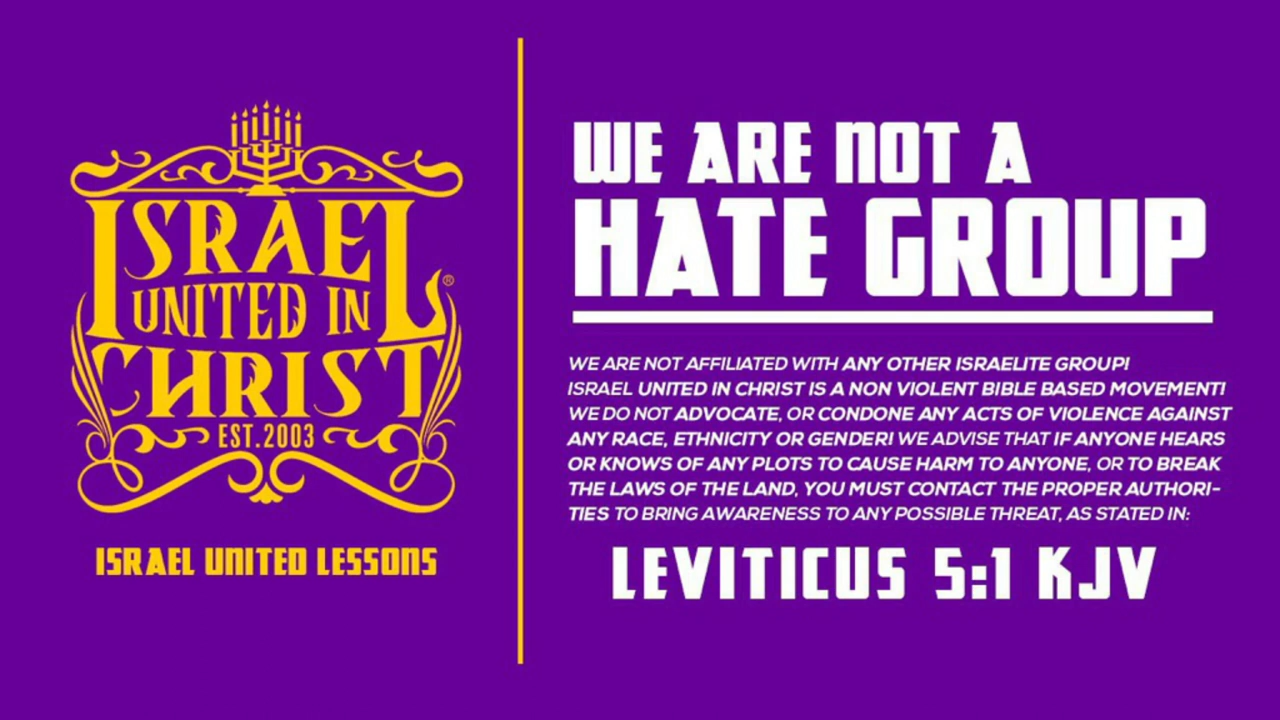 ISRAEL
UNITED IN
CHRIST
EST.2003
ISRAEL UNITED LESSONS
WE ARE NOT A
HATE GROUP
WE ARE NOT AFFILIATED WITH ANY OTHER ISRAELITE GROUP!
ISRAEL UNITED IN CHRIST IS A NON VIOLENT BIBLE BASED MOVEMENT!
WE DO NOT ADVOCATE, OR CONDONE ANY ACTS OF VIOLENCE AGAINST
ANY RACE, ETHNICITY OR GENDER! WE ADVISE THAT IF ANYONE HEARS
OR KNOWS OF ANY PLOTS TO CAUSE HARM TO ANYONE, OR TO BREAK
THE LAWS OF THE LAND, YOU MUST CONTACT THE PROPER AUTHORI-
TIES TO BRING AWARENESS TO ANY POSSIBLE THREAT, AS STATED IN:
LEVITICUS 5:1 KJV